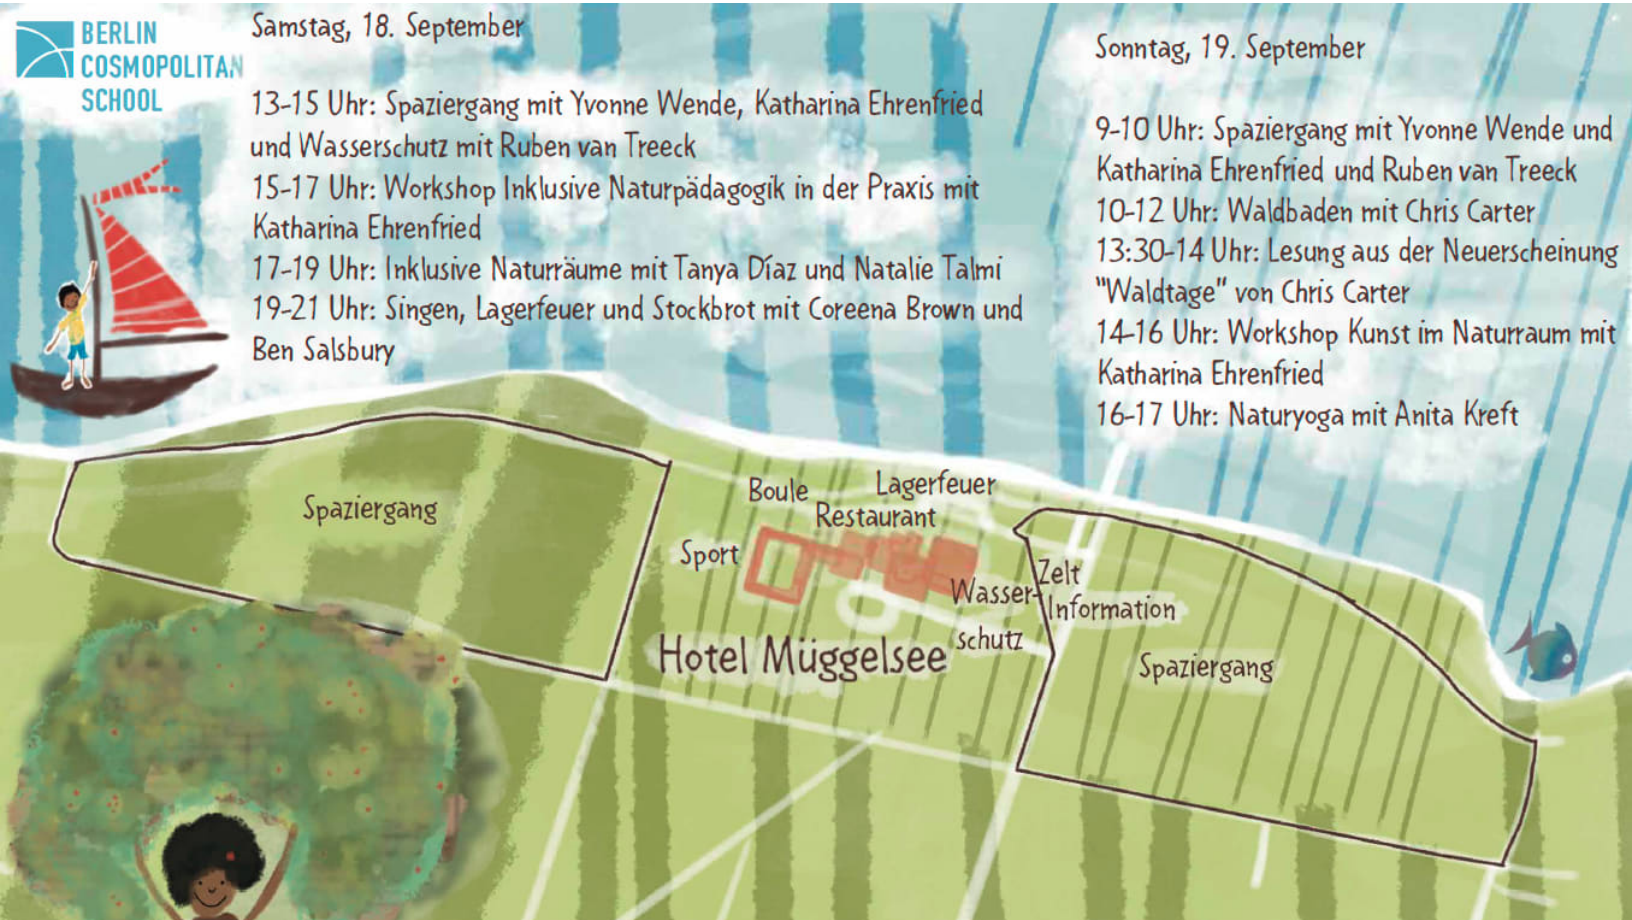 BERLIN
COSMOPOLITAN
SCHOOL
Samstag, 18. September
13-15 Uhr: Spaziergang mit Yvonne Wende, Katharina Ehrenfried
und Wasserschutz mit Ruben van Treeck
15-17 Uhr: Workshop Inklusive Naturpädagogik in der Praxis mit
Katharina Ehrenfried
17-19 Uhr: Inklusive Naturräume mit Tanya Díaz und Natalie Talmi
19-21 Uhr: Singen, Lagerfeuer und Stockbrot mit Coreena Brown und
Ben Salsbury
Sonntag, 19. September
9-10 Uhr: Spaziergang mit Yvonne Wende und
Katharina Ehrenfried und Ruben van Treeck
10-12 Uhr: Waldbaden mit Chris Carter
13:30-14 Uhr: Lesung aus der Neuerscheinung
"Waldtage" von Chris Carter
14-16 Uhr: Workshop Kunst im Naturraum mit
Katharina Ehrenfried
16-17 Uhr: Naturyoga mit Anita Kreft
Spaziergang
Boule
Lagerfeuer
Restaurant
Sport
Wasser-
schutz
Zelt
Information
Hotel Müggelsee
Spaziergang